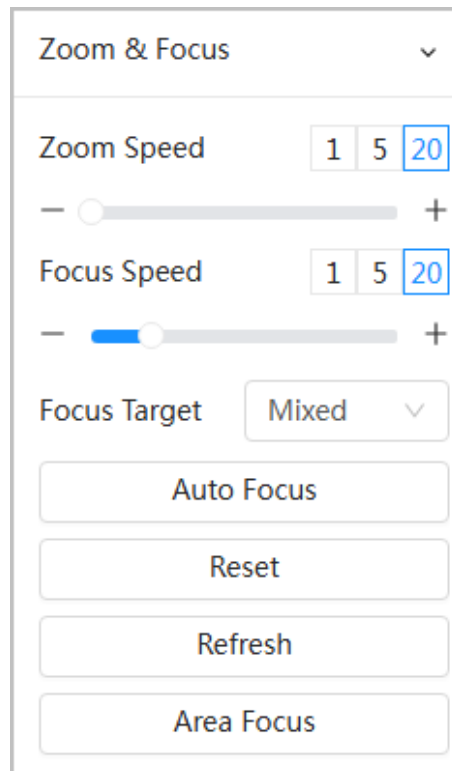 Zoom & Focus
Zoom Speed 1 5 20
− +
Focus Speed 1 5 20
− +
Focus Target Mixed
Auto Focus
Reset
Refresh
Area Focus